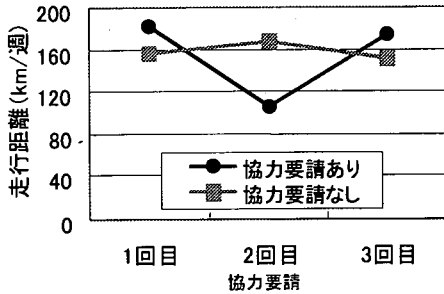 走行距離(km/週)
200
160
120
80
40
0
協力要請あり
協力要請なし
1回目
2回目
3回目
協力要請